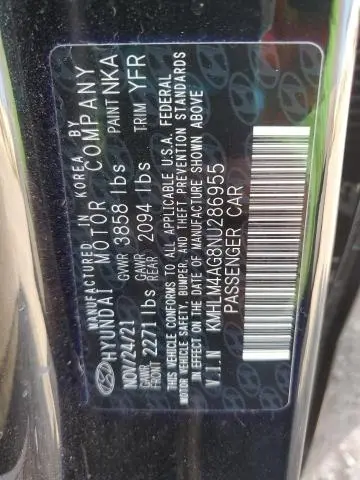 MANUFACTURED IN KOREA BY
HYUNDAI MOTOR COMPANY
NOV/24/21 GVWR 3858 lbs PAINT NKA
GAWR FRONT 2271lbs GAWR REAR 2094 lbs TRIM YFR
THIS VEHICLE CONFORMS TO ALL APPLICABLE U.S.A. FEDERAL
MOTOR VEHICLE SAFETY, BUMPER, AND THEFT PREVENTION
STANDARDS IN EFFECT ON THE DATE OF MANUFACTURE SHOWN ABOVE
V.I.N KMHLM4AG8NU286955
PASSENGER CAR